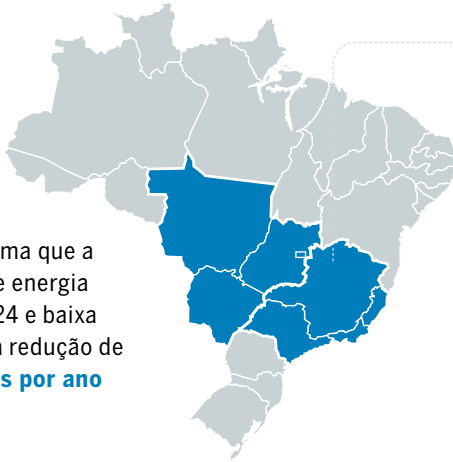 ma que a
e energia
24 e baixa
a redução de
s por ano